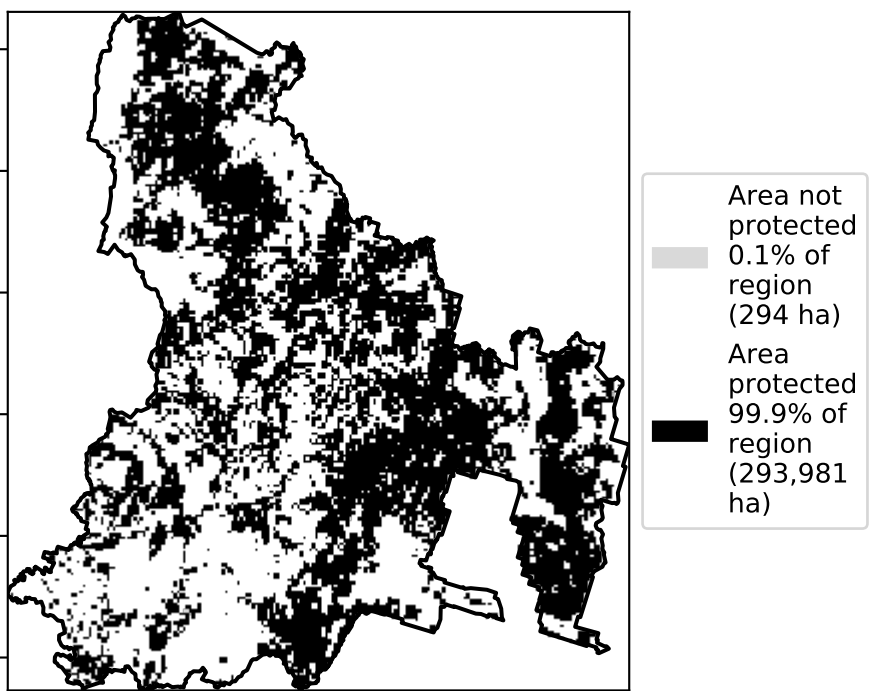 Area not
protected
0.1% of
region
(294 ha)
Area
protected
99.9% of
region
(293,981
ha)